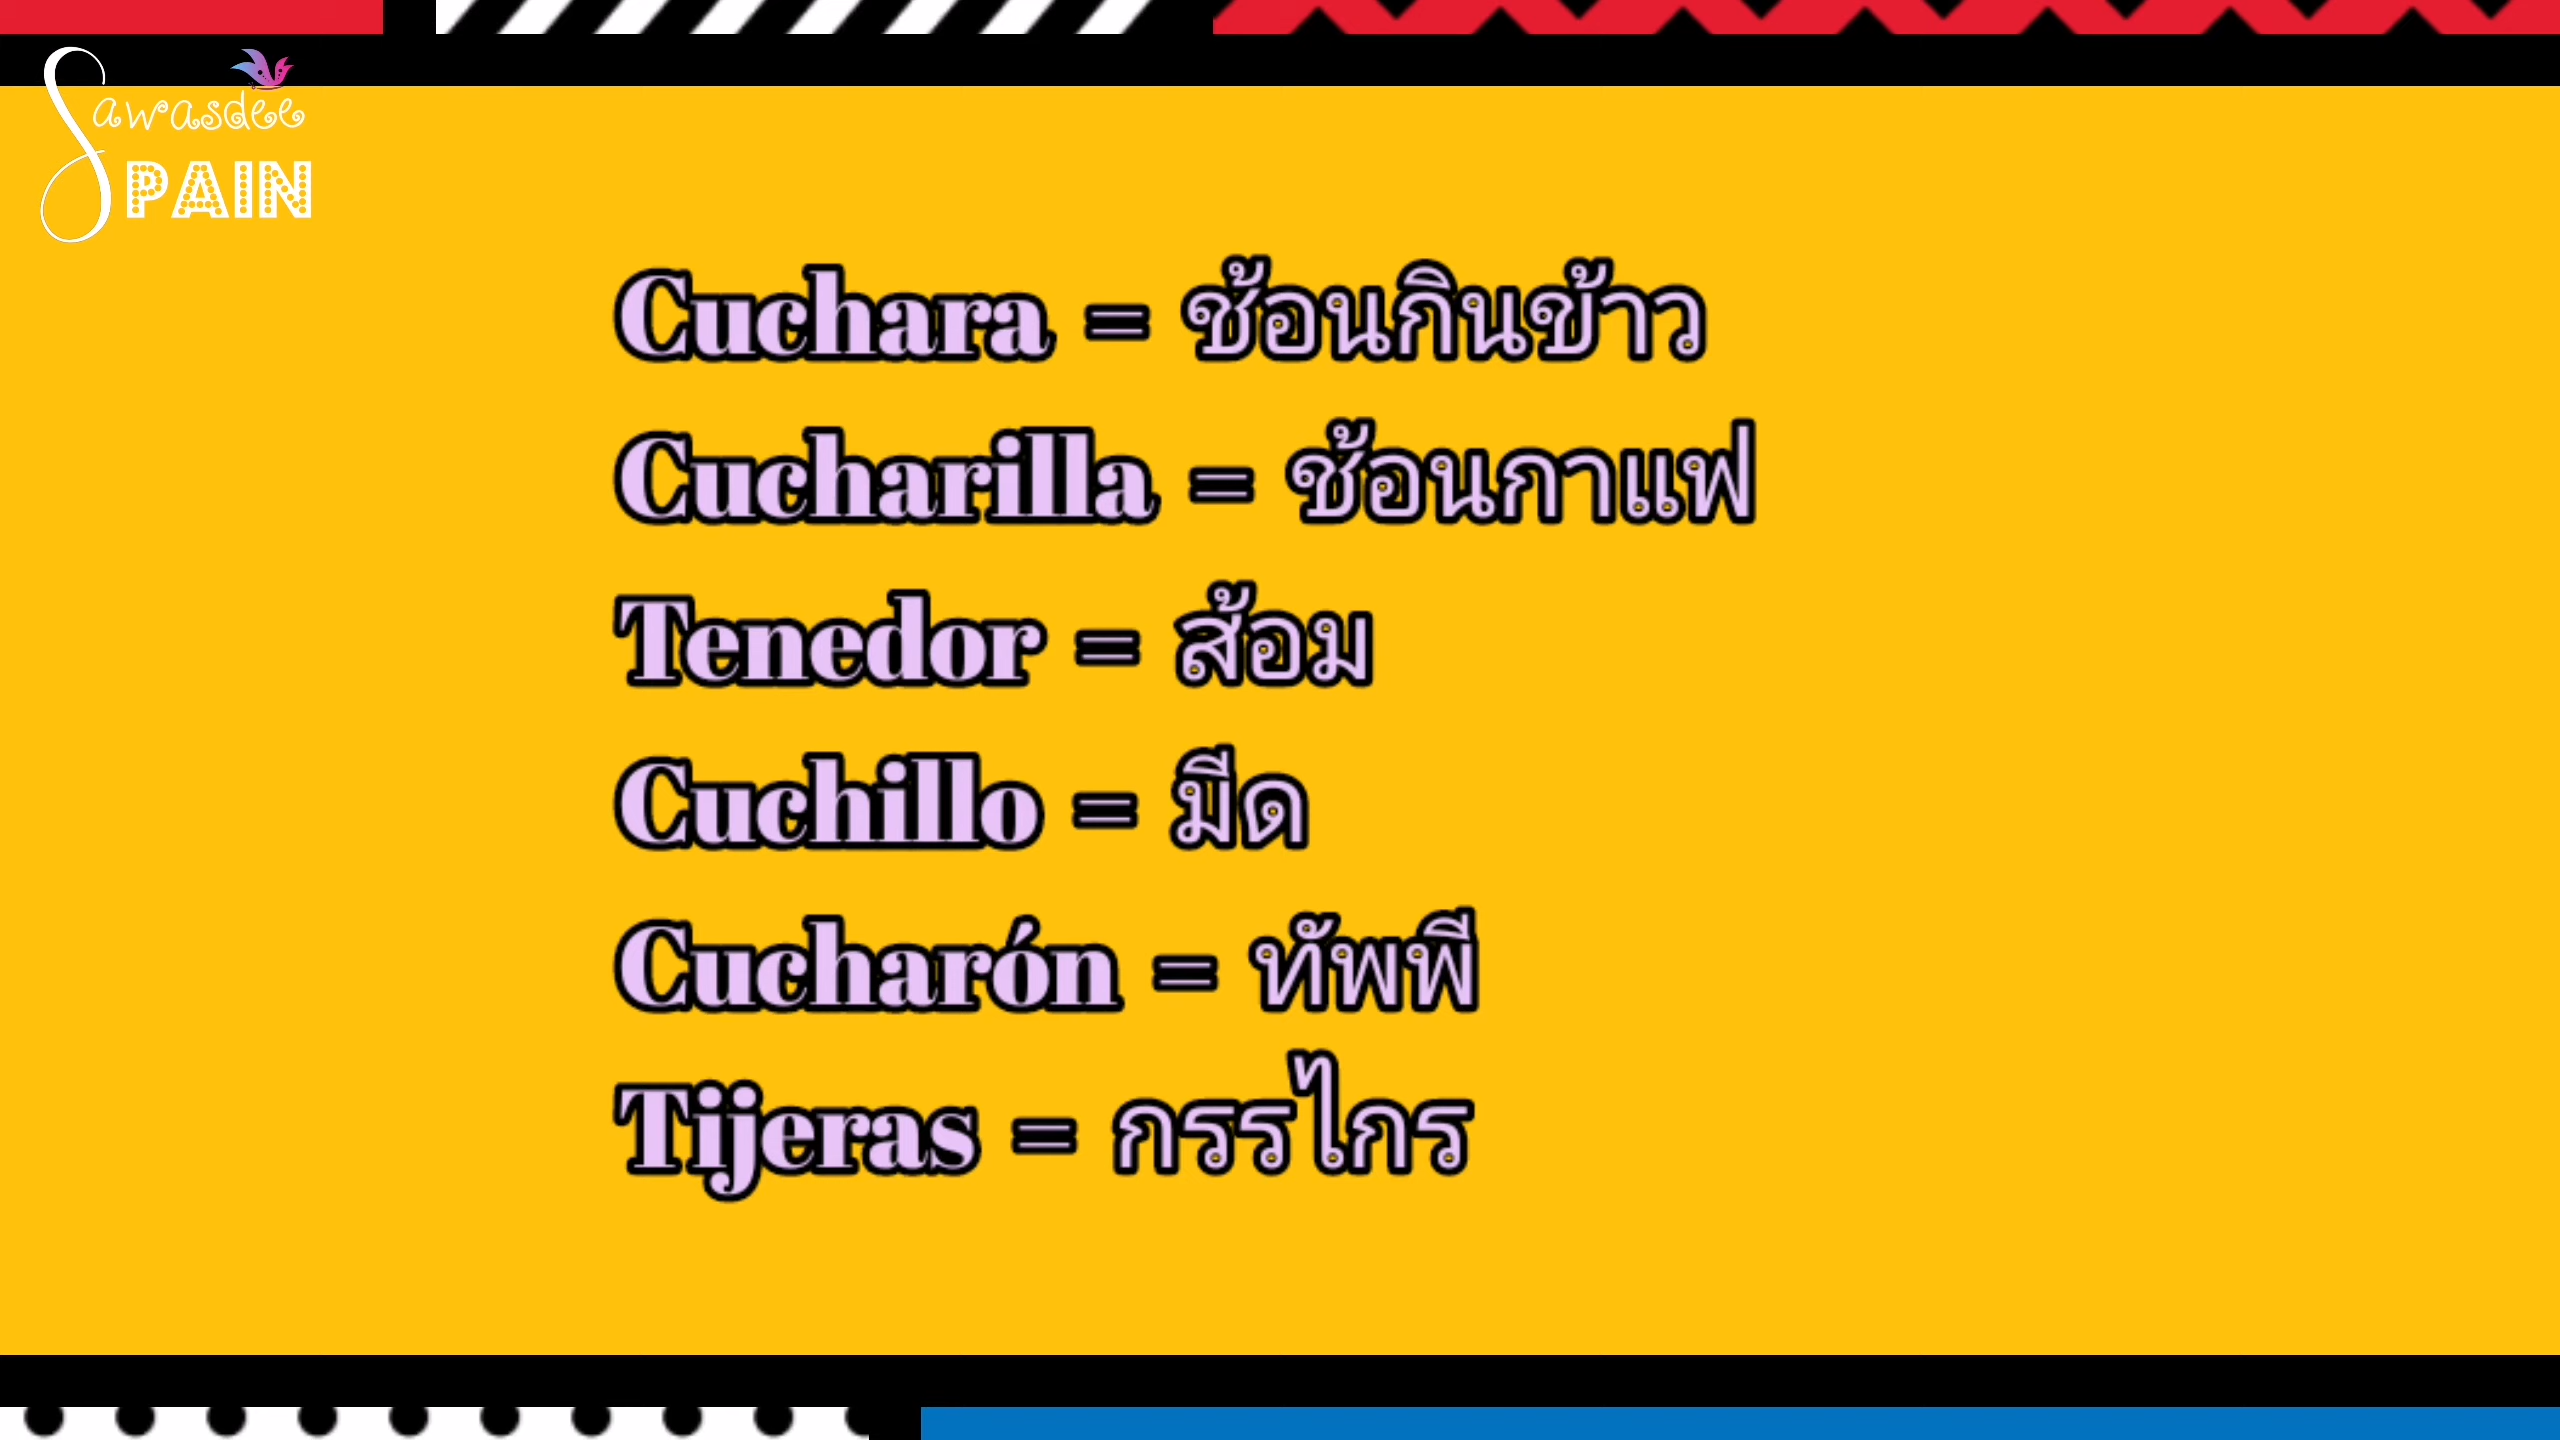 Sawasdee
SPAIN
Cuchara = ช้อนกินข้าว
Cucharilla = ช้อนกาแฟ
Tenedor = ส้อม
Cuchillo = มีด
Cucharón = ทัพพี
Tijeras = กรรไกร